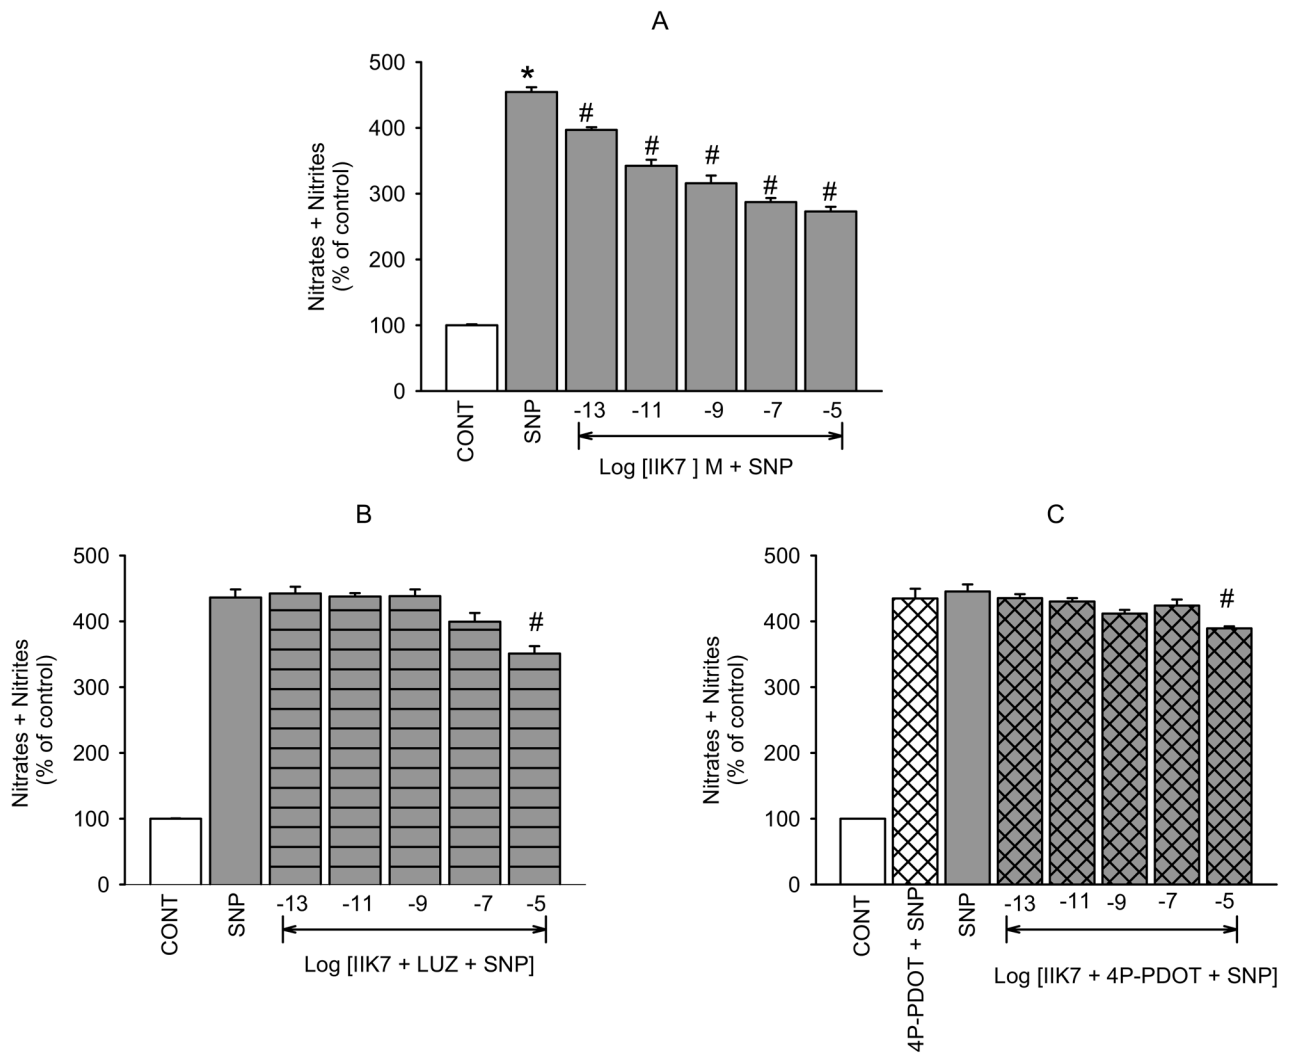 A
Nitrates + Nitrites
(% of control)
500
400
300
200
100
0
*
#
#
#
#
#
CONT
SNP
-13
-11
-9
-7
-5
Log [IIK7 ] M + SNP
B
Nitrates + Nitrites
(% of control)
500
400
300
200
100
0
#
CONT
SNP
-13
-11
-9
-7
-5
Log [IIK7 + LUZ + SNP]
C
Nitrates + Nitrites
(% of control)
500
400
300
200
100
0
#
CONT
4P-PDOT + SNP
SNP
-13
-11
-9
-7
-5
Log [IIK7 + 4P-PDOT + SNP]